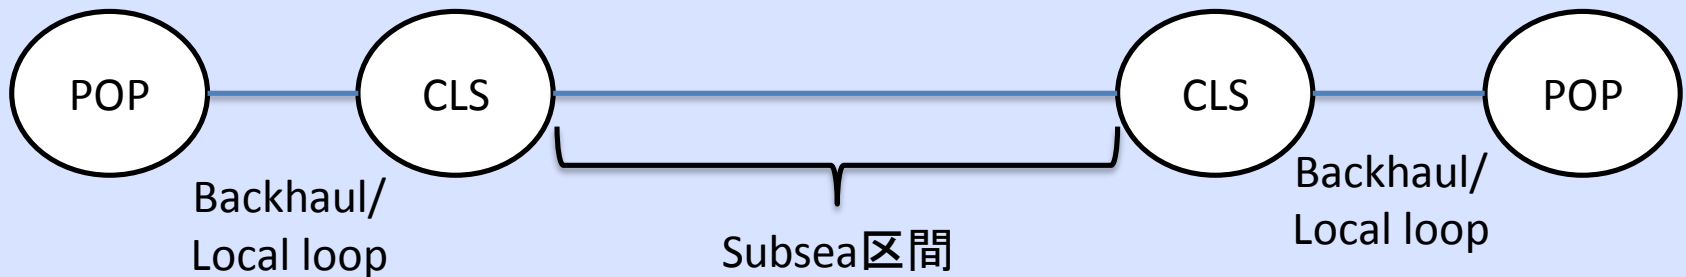 POP
CLS
CLS
POP
Backhaul/
Local loop
Subsea区間
Backhaul/
Local loop